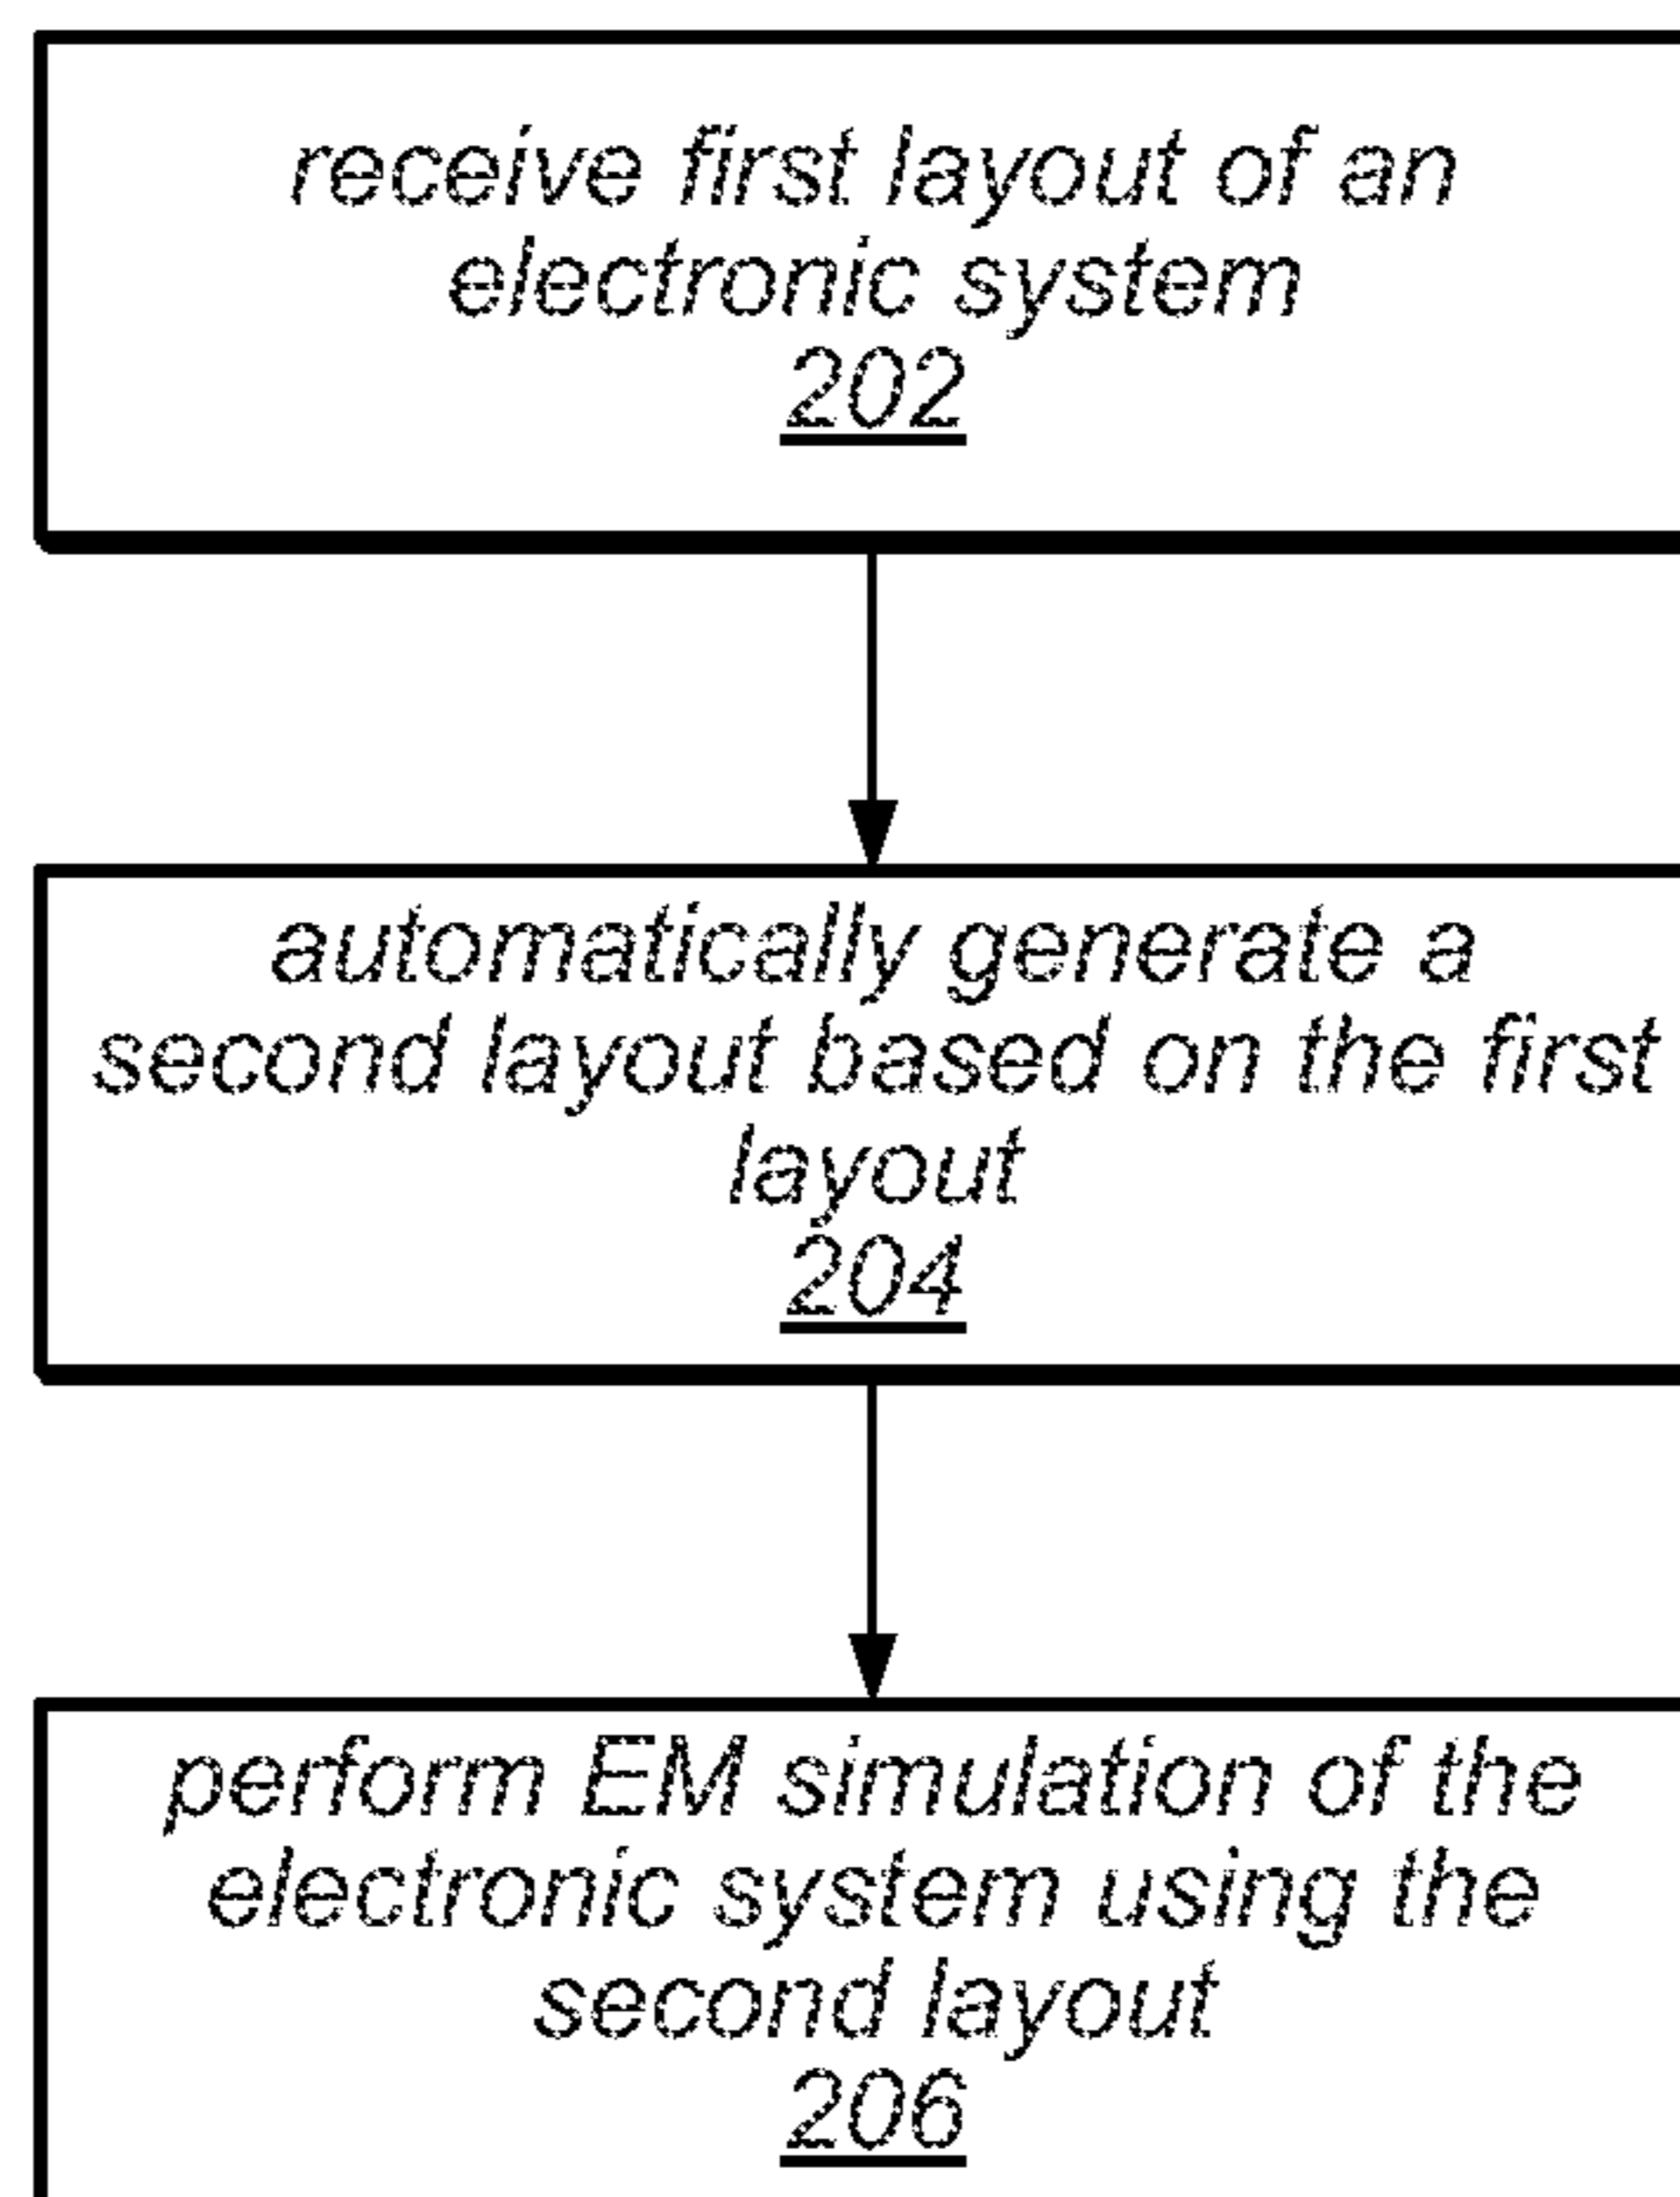 receive first layout of an
electronic system
202
automatically generate a
second layout based on the first
layout
204
perform EM simulation of the
electronic system using the
second layout
206